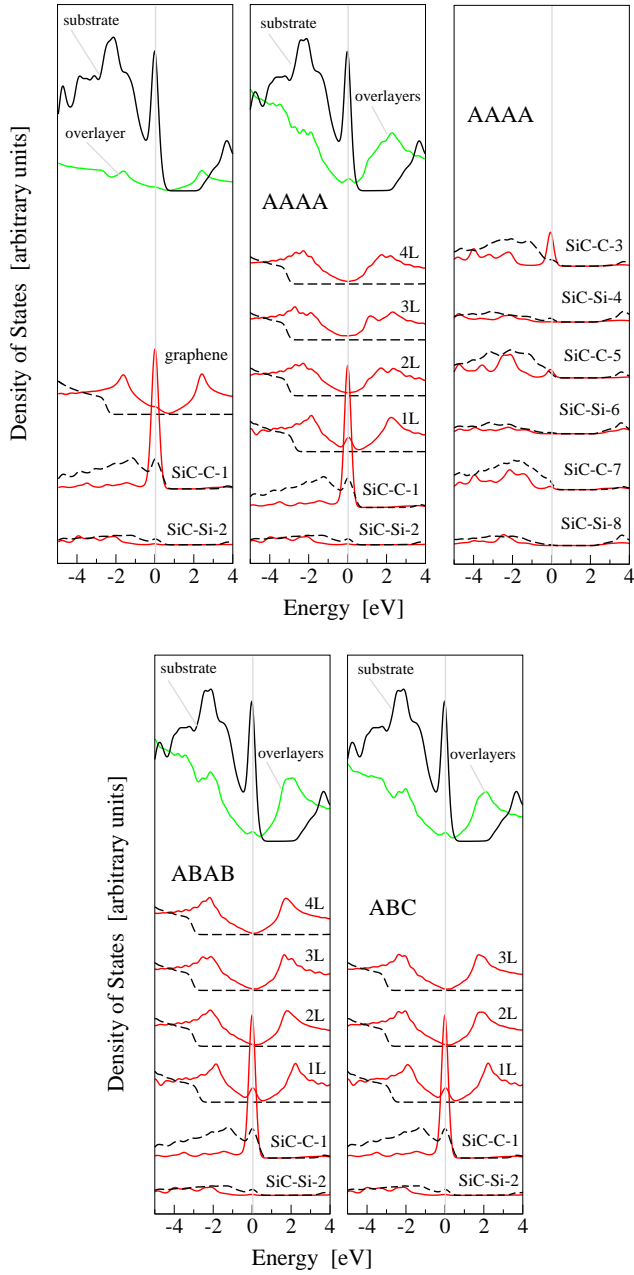 substrate
overlayer
graphene
SiC-C-1
SiC-Si-2
-4 -2 0 2 4
substrate
overlayers
AAAA
4L
3L
2L
1L
SiC-C-1
SiC-Si-2
-4 -2 0 2 4
AAAA
SiC-C-3
SiC-Si-4
SiC-C-5
SiC-Si-6
SiC-C-7
SiC-Si-8
-4 -2 0 2 4
Density of States [arbitrary units]
Energy [eV]
substrate
overlayers
ABAB
4L
3L
2L
1L
SiC-C-1
SiC-Si-2
-4 -2 0 2 4
substrate
overlayers
ABC
3L
2L
1L
SiC-C-1
SiC-Si-2
-4 -2 0 2 4
Density of States [arbitrary units]
Energy [eV]